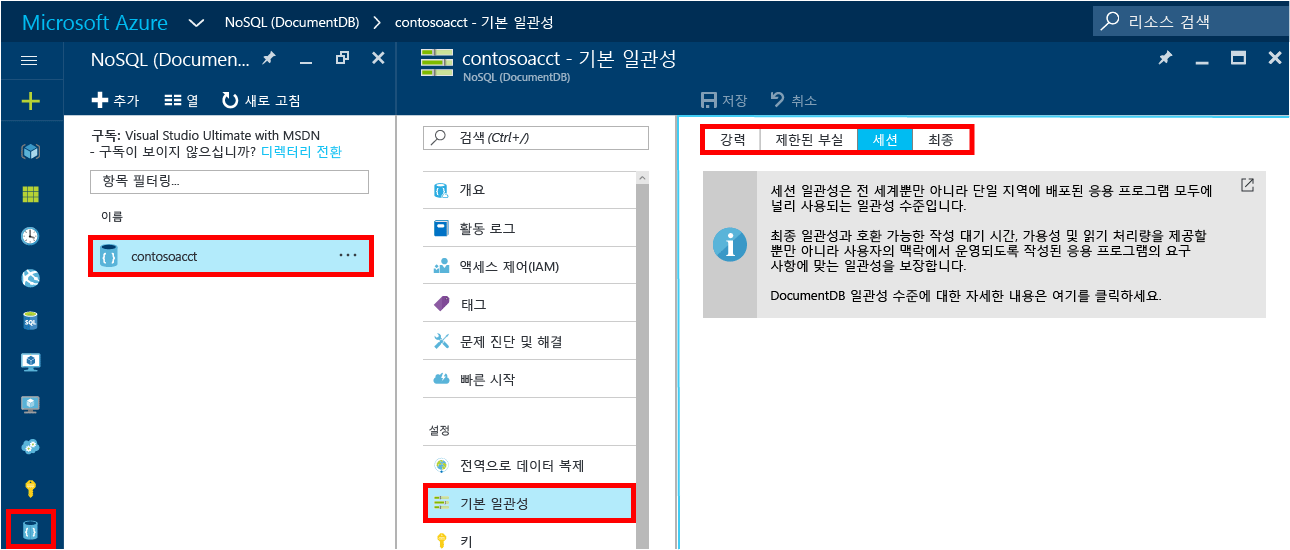 Microsoft Azure
NoSQL (DocumentDB)
contosoacct - 기본 일관성
리소스 검색
NoSQL (Documen...
추가
열
새로 고침
구독: Visual Studio Ultimate with MSDN
- 구독이 보이지 않으십니까? 디렉터리 전환
항목 필터링...
이름
contosoacct
...
contosoacct - 기본 일관성
NoSQL (DocumentDB)
검색 (Ctrl+/)
개요
활동 로그
액세스 제어(IAM)
태그
문제 진단 및 해결
빠른 시작
설정
전역으로 데이터 복제
기본 일관성
키
저장
취소
강력
제한된 부실
세션
최종
세션 일관성은 전 세계뿐만 아니라 단일 지역에 배포된 응용 프로그램 모두에
널리 사용되는 일관성 수준입니다.
최종 일관성과 호환 가능한 작성 대기 시간, 가용성 및 읽기 처리량을 제공할
뿐만 아니라 사용자의 맥락에서 운영되도록 작성된 응용 프로그램의 요구
사항에 맞는 일관성을 보장합니다.
DocumentDB 일관성 수준에 대한 자세한 내용은 여기를 클릭하세요.
SQL